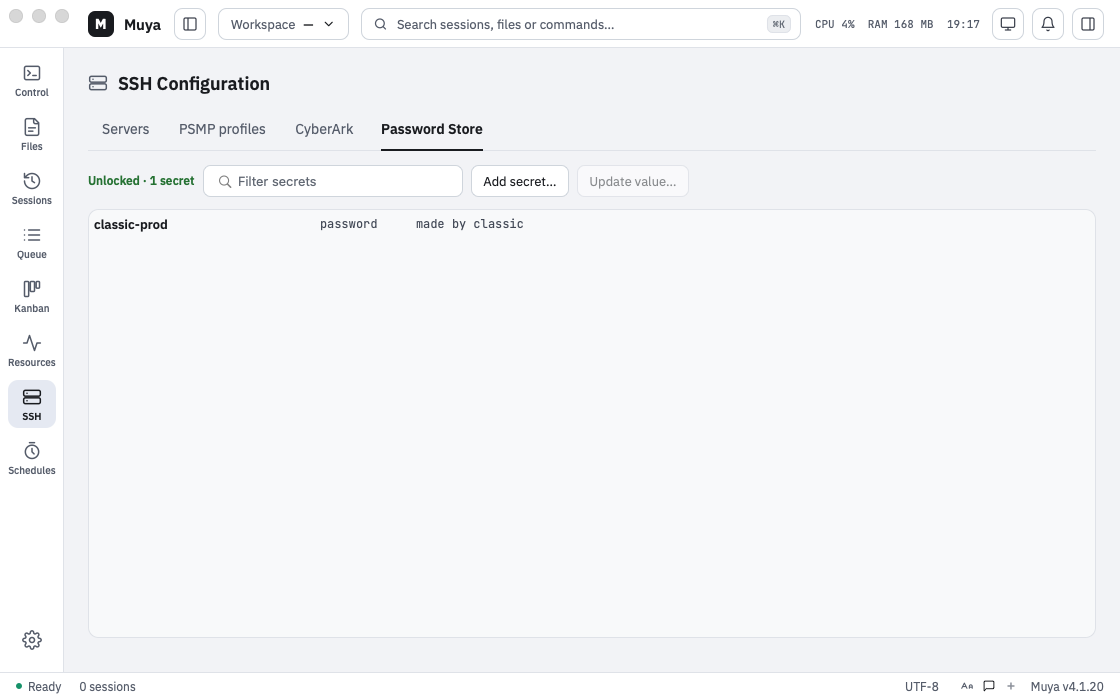 M Muya Workspace — Search sessions, files or commands... ⌘K CPU 4% RAM 168 MB 19:17
Control
Files
Sessions
Queue
Kanban
Resources
SSH
Schedules
SSH Configuration
Servers PSMP profiles CyberArk Password Store
Unlocked · 1 secret Filter secrets Add secret... Update value...
classic-prod password made by classic
Ready 0 sessions UTF-8 Aa Muya v4.1.20